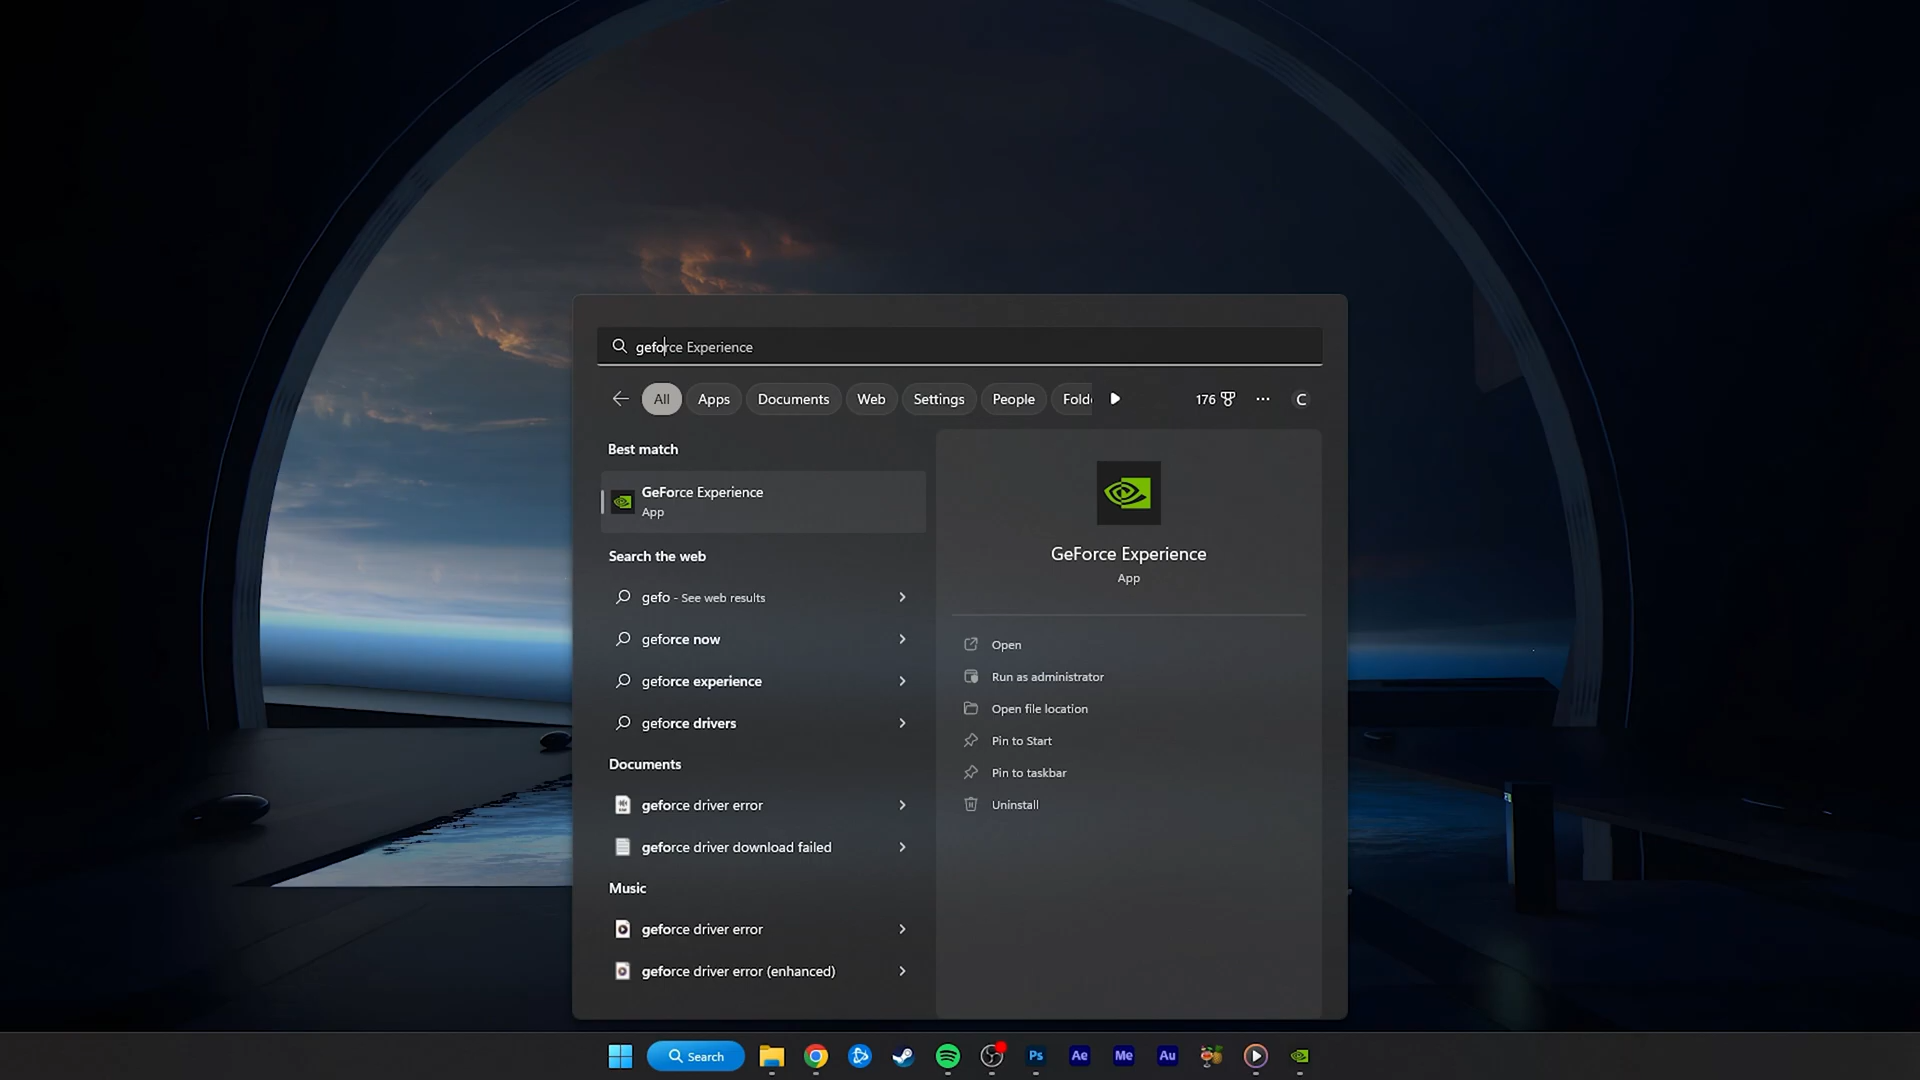 geforce Experience
All
Apps
Documents
Web
Settings
People
Fold
176
C
Best match
GeForce Experience
App
Search the web
gefo - See web results
geforce now
geforce experience
geforce drivers
Documents
geforce driver error
geforce driver download failed
Music
geforce driver error
geforce driver error (enhanced)
GeForce Experience
App
Open
Run as administrator
Open file location
Pin to Start
Pin to taskbar
Uninstall
Search
Ps
Ae
Me
Au